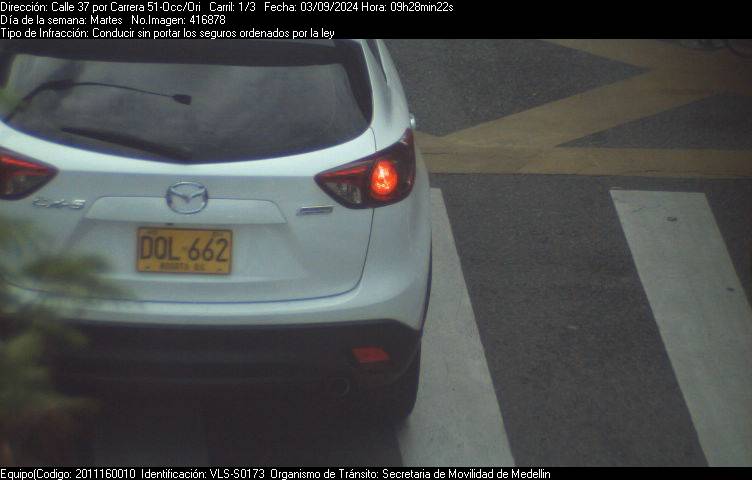 Dirección: Calle 37 por Carrera 51-Occ/Ori Carril: 1/3 Fecha: 03/09/2024 Hora: 09h28min22s
Día de la semana: Martes No.Imagen: 416878
Tipo de Infracción: Conducir sin portar los seguros ordenados por la ley
CX-5
DOL-662
BOGOTA DC
Equipo(Codigo: 2011160010 Identificación: VLS-S0173 Organismo de Tránsito: Secretaria de Movilidad de Medellin